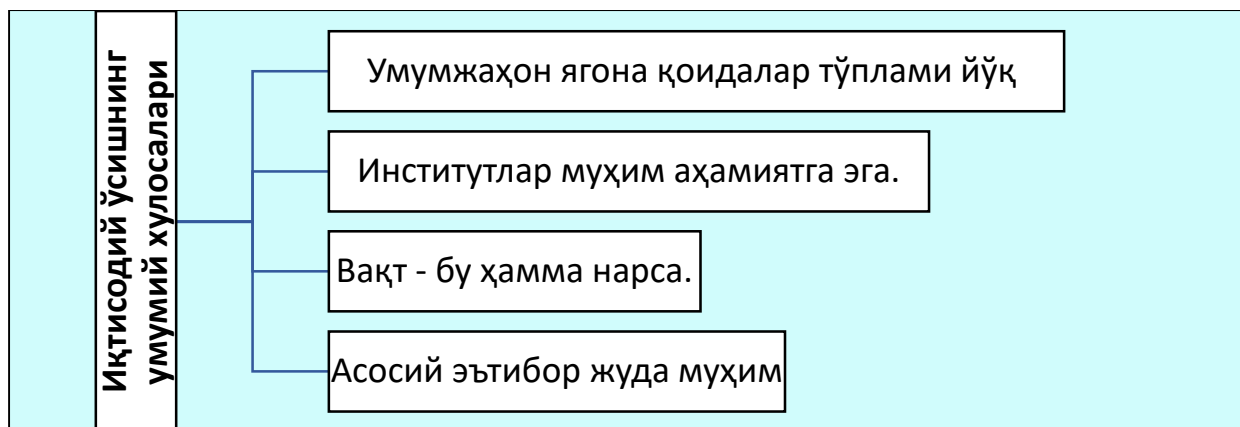 Иқтисодий ўсишнинг
умумий хулосалари
Умумжаҳон ягона қоидалар тўплами йўқ
Институтлар муҳим аҳамиятга эга.
Вақт - бу ҳамма нарса.
Асосий эътибор жуда муҳим